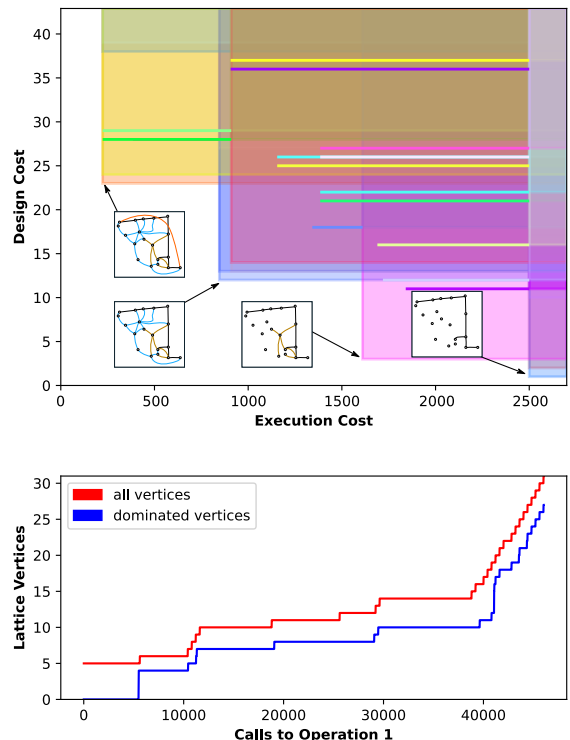 40
35
30
25
20
15
10
5
0
Design Cost
0 500 1000 1500 2000 2500
Execution Cost
30
25
20
15
10
5
0
Lattice Vertices
all vertices
dominated vertices
0 10000 20000 30000 40000
Calls to Operation 1